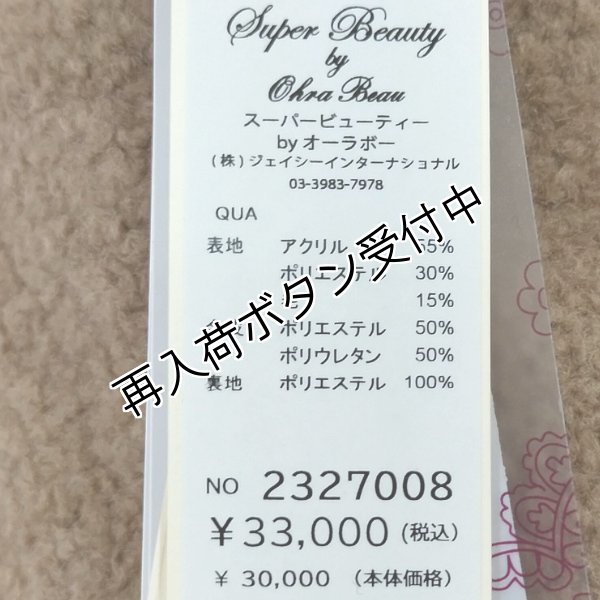 Super Beauty
by
Ohra Beau
スーパービューティー
by オーラボー
(株)ジェイシーインターナショナル
03-3983-7978
QUA
表地 アクリル 55%
ポリエステル 30%
毛 15%
ポリエステル 50%
ポリウレタン 50%
裏地 ポリエステル 100%
NO 2327008
¥33,000 (税込)
¥ 30,000 (本体価格)
再入荷ボタン受付中